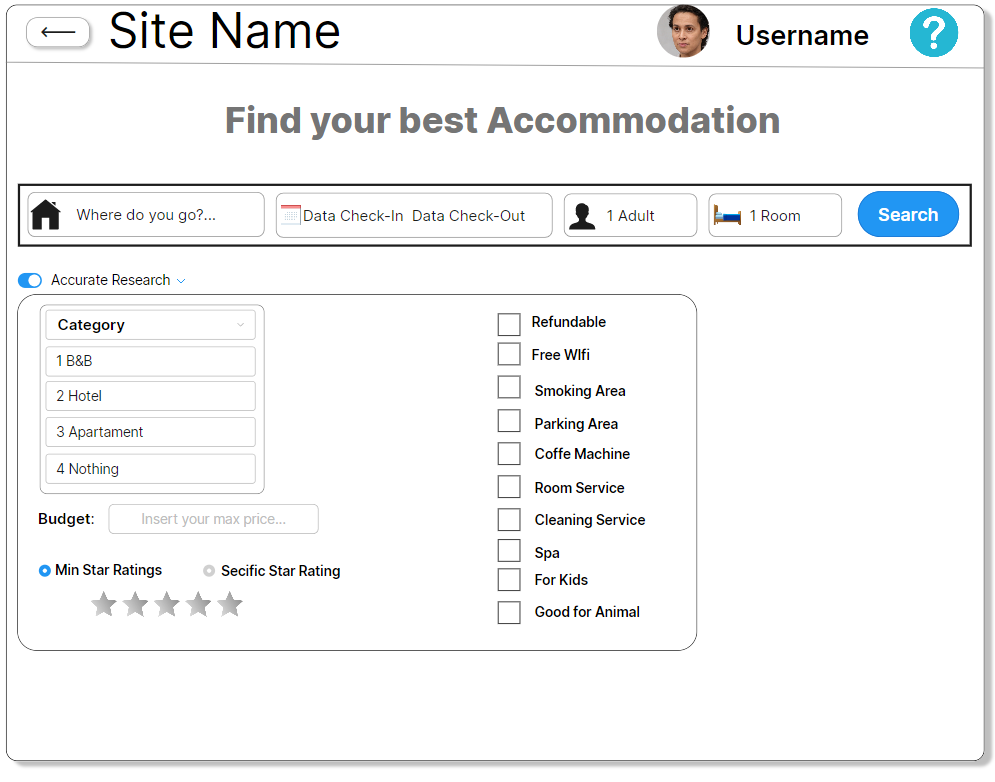 Site Name
Username
?
Find your best Accommodation
Where do you go?...
Data Check-In Data Check-Out
1 Adult
1 Room
Search
Accurate Research
Category
1 B&B
2 Hotel
3 Apartament
4 Nothing
Budget:
Insert your max price...
Min Star Ratings
Secific Star Rating
Refundable
Free WIfi
Smoking Area
Parking Area
Coffe Machine
Room Service
Cleaning Service
Spa
For Kids
Good for Animal